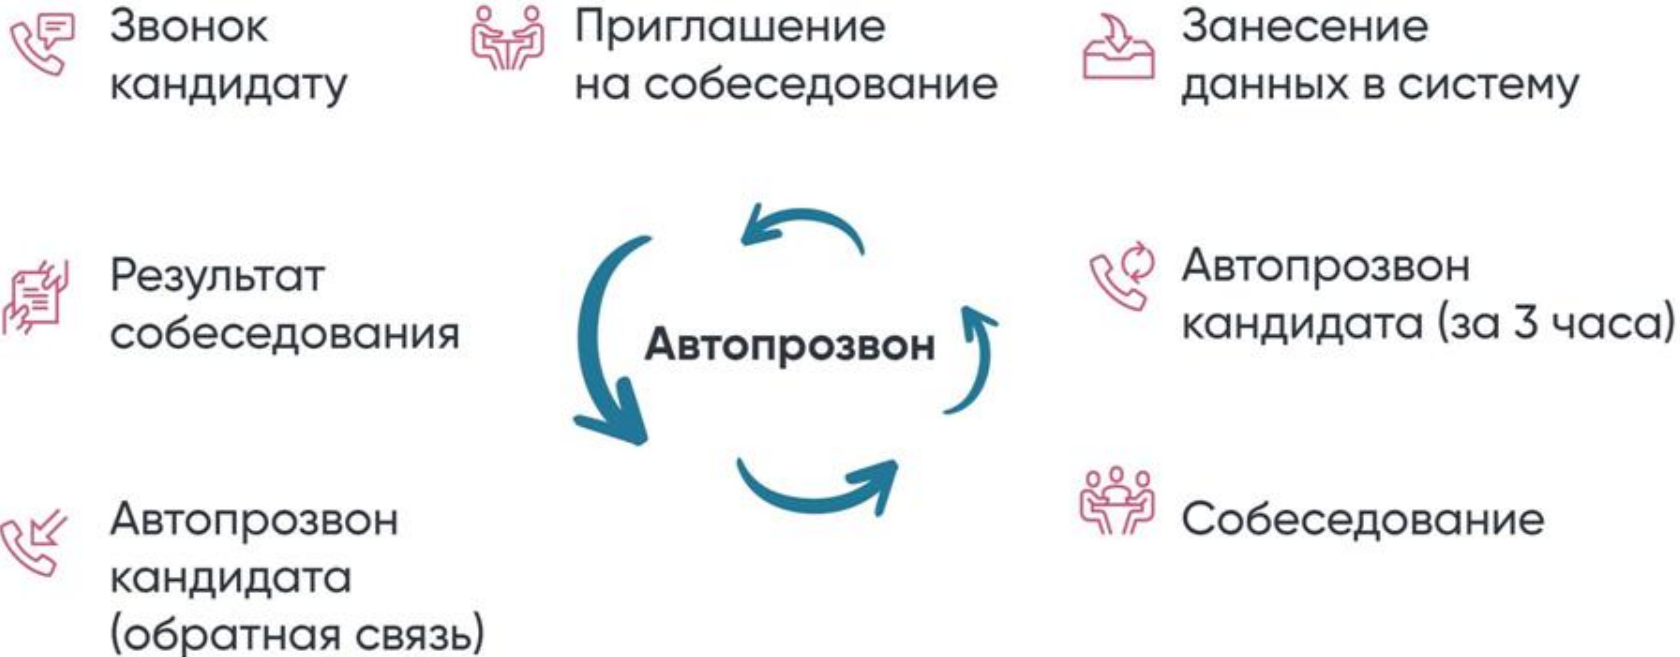 Звонок
кандидату
Приглашение
на собеседование
Занесение
данных в систему
Результат
собеседования
Автопрозвон
Автопрозвон
кандидата (за 3 часа)
Автопрозвон
кандидата
(обратная связь)
Собеседование